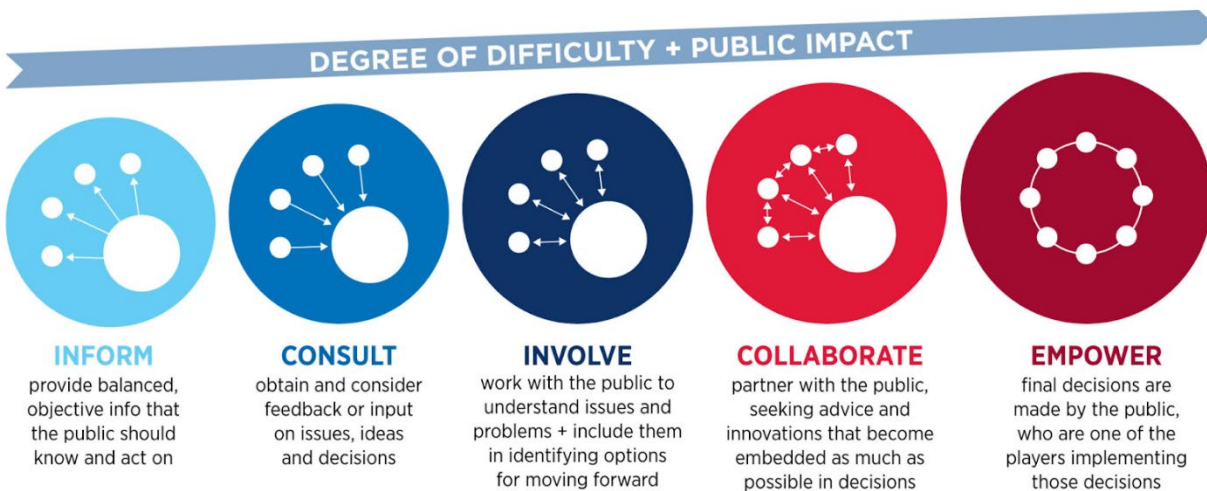 DEGREE OF DIFFICULTY + PUBLIC IMPACT
INFORM
provide balanced,
objective info that
the public should
know and act on
CONSULT
obtain and consider
feedback or input
on issues, ideas
and decisions
INVOLVE
work with the public to
understand issues and
problems + include them
in identifying options
for moving forward
COLLABORATE
partner with the public,
seeking advice and
innovations that become
embedded as much as
possible in decisions
EMPOWER
final decisions are
made by the public,
who are one of the
players implementing
those decisions